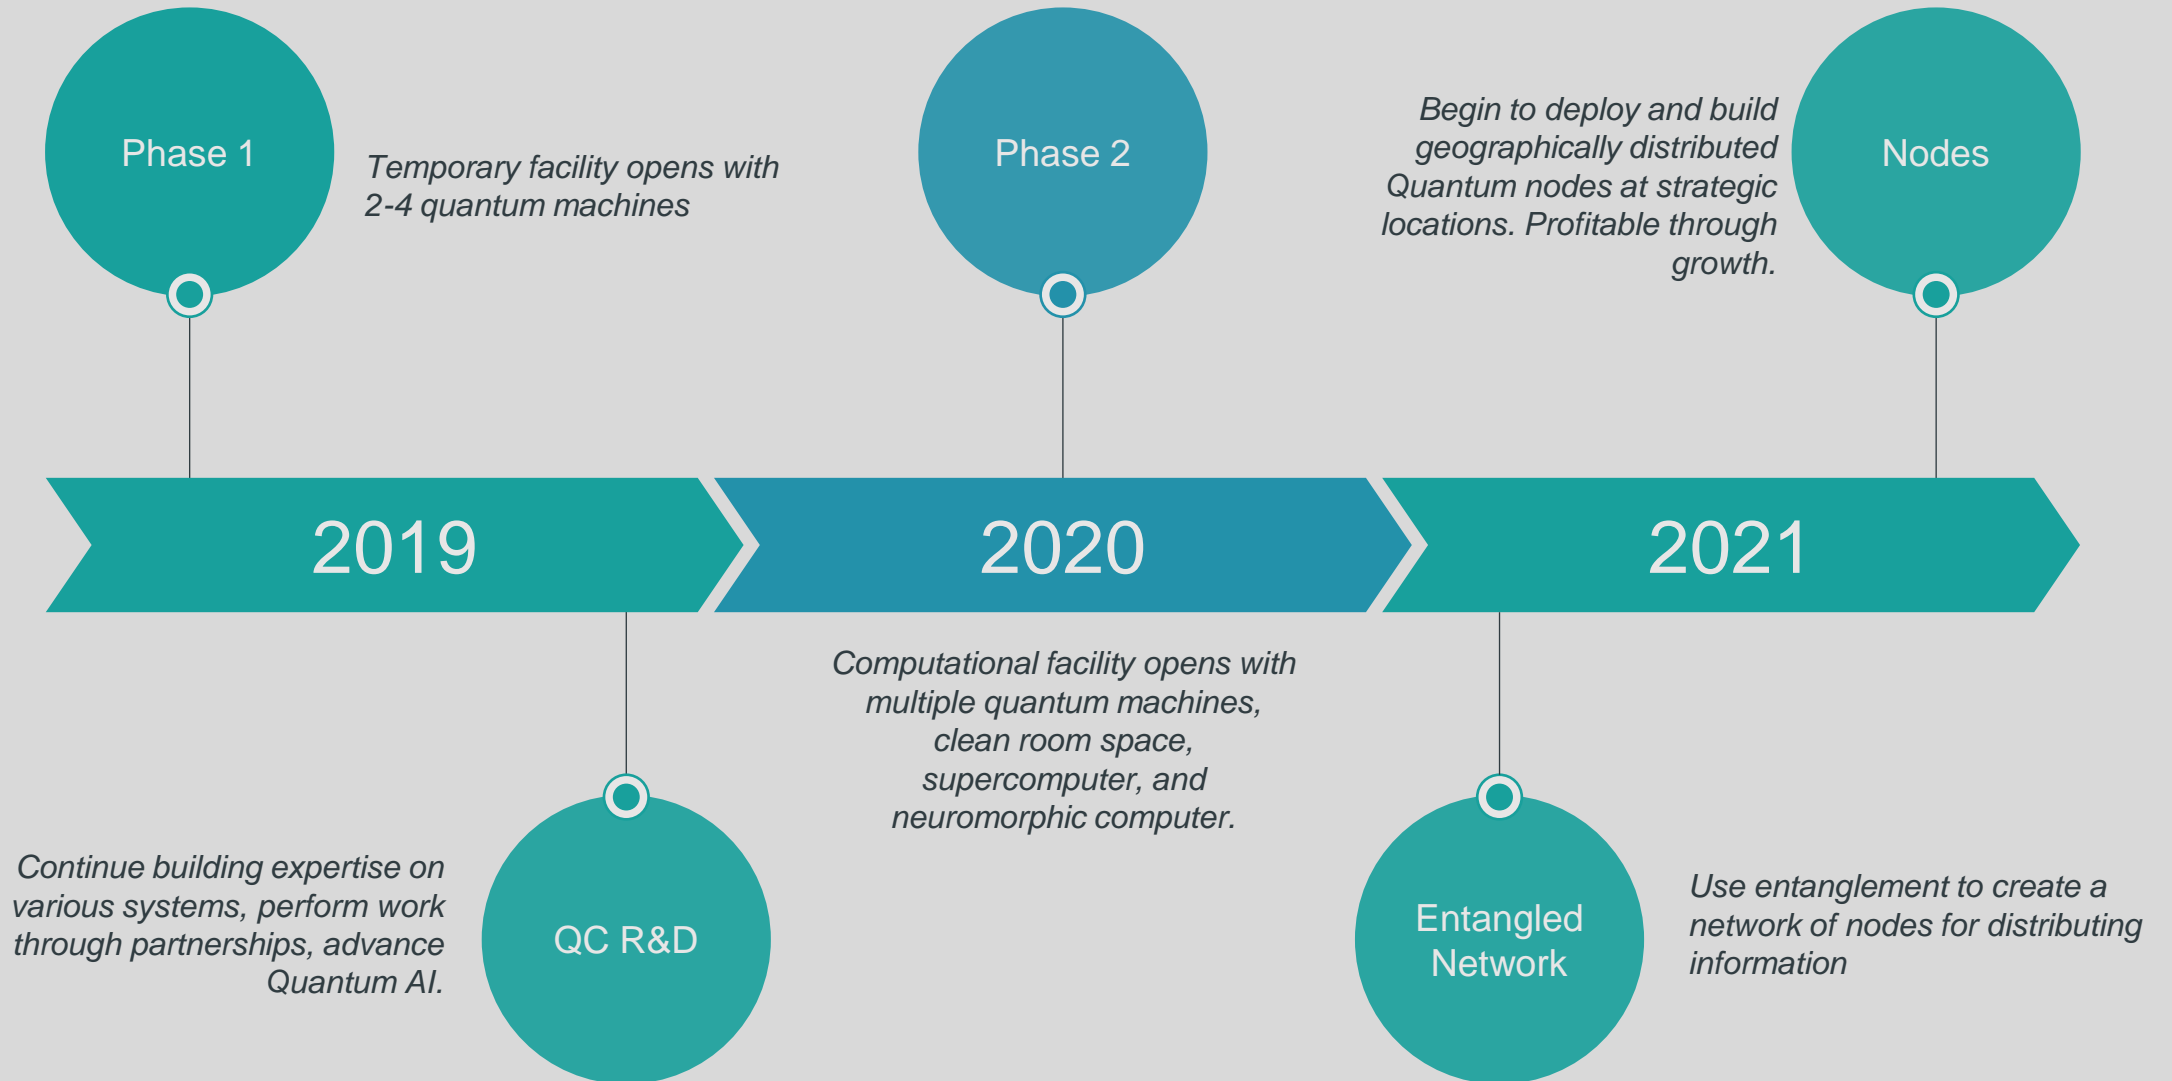 Phase 1
Temporary facility opens with
2-4 quantum machines
Phase 2
Begin to deploy and build
geographically distributed
Quantum nodes at strategic
locations. Profitable through
growth.
Nodes
2019
2020
2021
Continue building expertise on
various systems, perform work
through partnerships, advance
Quantum AI.
QC R&D
Computational facility opens with
multiple quantum machines,
clean room space,
supercomputer, and
neuromorphic computer.
Entangled
Network
Use entanglement to create a
network of nodes for distributing
information